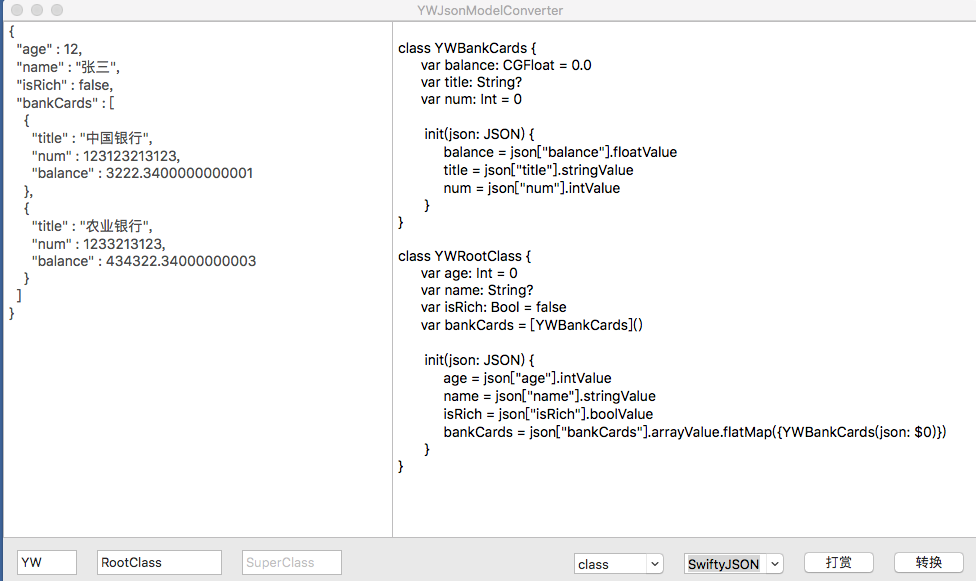 YWJsonModelConverter
{
"age" : 12,
"name" : "张三",
"isRich" : false,
"bankCards" : [
{
"title" : "中国银行",
"num" : 123123213123,
"balance" : 3222.3400000000001
},
{
"title" : "农业银行",
"num" : 1233213123,
"balance" : 434322.34000000003
}
]
}
class YWBankCards {
var balance: CGFloat = 0.0
var title: String?
var num: Int = 0
init(json: JSON) {
balance = json["balance"].floatValue
title = json["title"].stringValue
num = json["num"].intValue
}
}
class YWRootClass {
var age: Int = 0
var name: String?
var isRich: Bool = false
var bankCards = [YWBankCards]()
init(json: JSON) {
age = json["age"].intValue
name = json["name"].stringValue
isRich = json["isRich"].boolValue
bankCards = json["bankCards"].arrayValue.flatMap({YWBankCards(json: $0)})
}
}
YW
RootClass
SuperClass
class
SwiftyJSON
打赏
转换